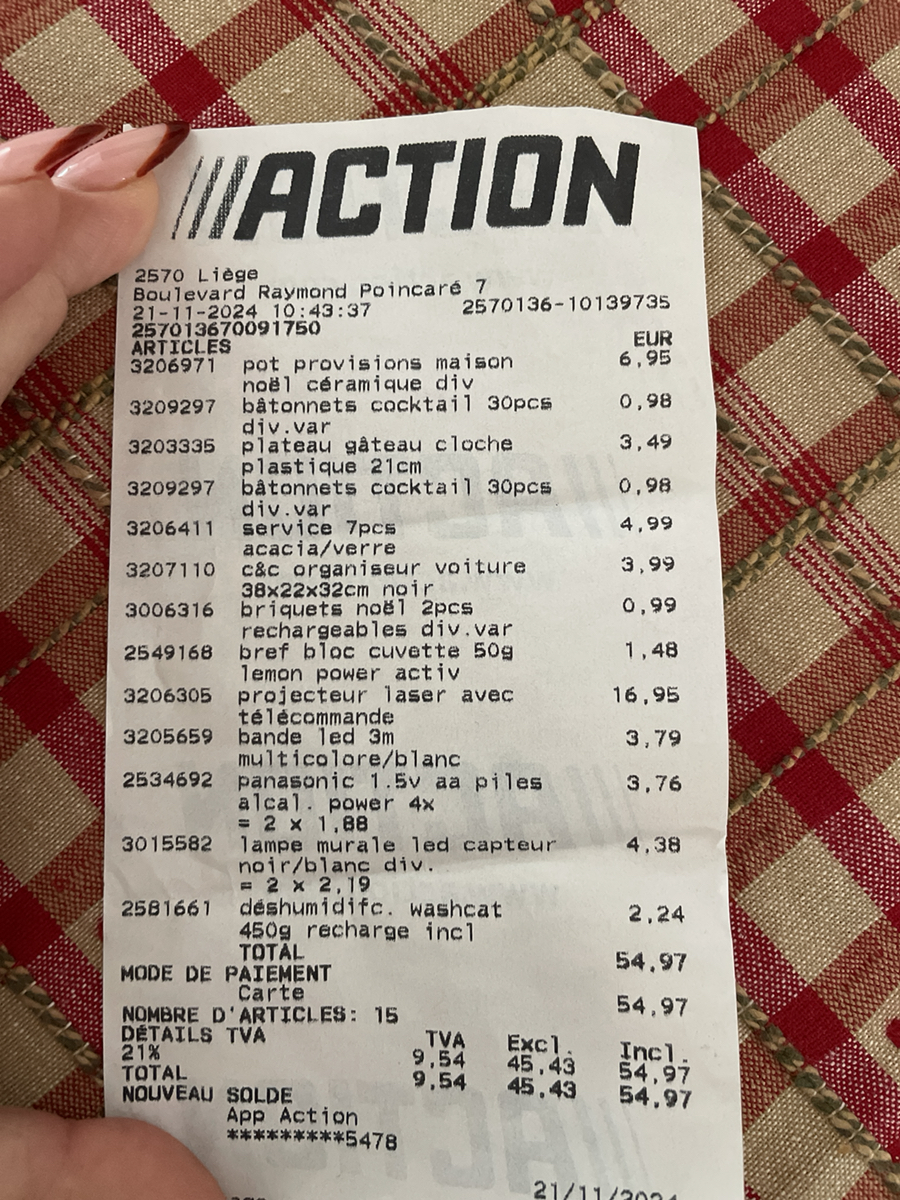 ACTION
2570 Liège
Boulevard Raymond Poincaré 7
21-11-2024 10:43:37 2570136-10139735
257013670091750
ARTICLES EUR
3206971 pot provisions maison 6,95
noël céramique div
3209297 bâtonnets cocktail 30pcs 0,98
div.var
3203335 plateau gâteau cloche 3,49
plastique 21cm
3209297 bâtonnets cocktail 30pcs 0,98
div.var
3206411 service 7pcs 4,99
acacia/verre
3207110 c&c organiseur voiture 3,99
38x22x32cm noir
3006316 briquets noël 2pcs 0,99
rechargeables div.var
2549168 bref bloc cuvette 50g 1,48
lemon power activ
3206305 projecteur laser avec 16,95
télécommande
3205659 bande led 3m 3,79
multicolore/blanc
2534692 panasonic 1.5v aa piles 3,76
alcal. power 4x
= 2 x 1,88
3015582 lampe murale led capteur 4,38
noir/blanc div.
= 2 x 2,19
2581661 déshumidifc. washcat 2,24
450g recharge incl
TOTAL 54,97
MODE DE PAIEMENT
Carte 54,97
NOMBRE D'ARTICLES: 15
DÉTAILS TVA TVA Excl. Incl.
21% 9,54 45,43 54,97
TOTAL 9,54 45,43 54,97
NOUVEAU SOLDE
App Action
*********5478
21/11/2024